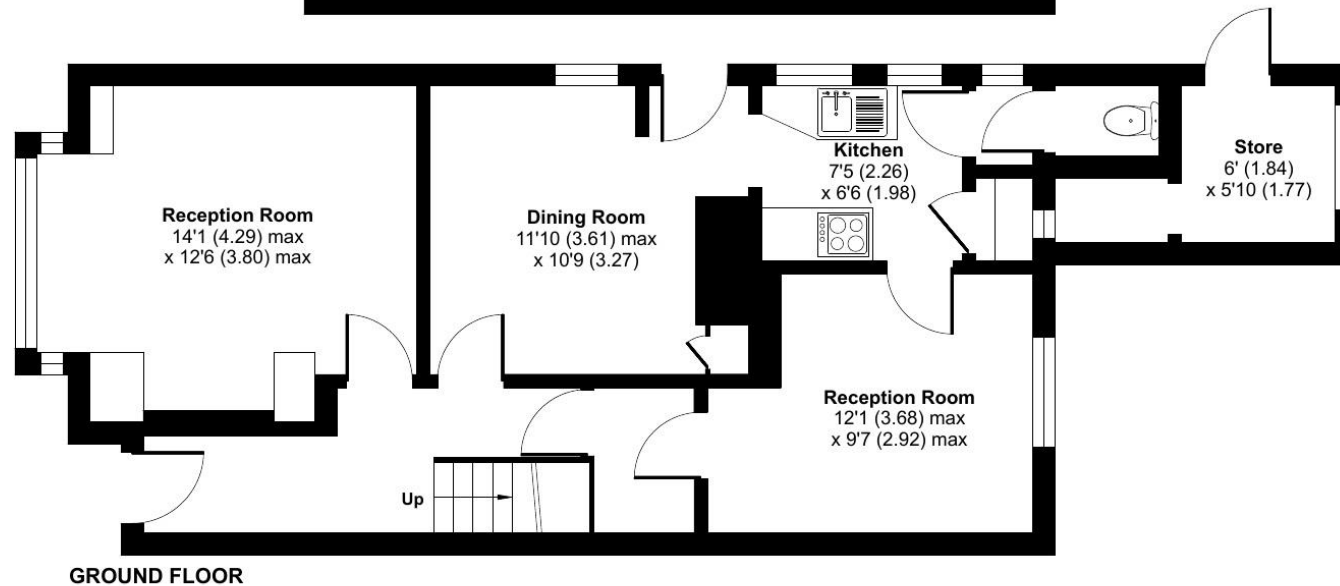 Reception Room
14'1 (4.29) max
x 12'6 (3.80) max
Dining Room
11'10 (3.61) max
x 10'9 (3.27)
Kitchen
7'5 (2.26)
x 6'6 (1.98)
Store
6' (1.84)
x 5'10 (1.77)
Reception Room
12'1 (3.68) max
x 9'7 (2.92) max
Up
GROUND FLOOR